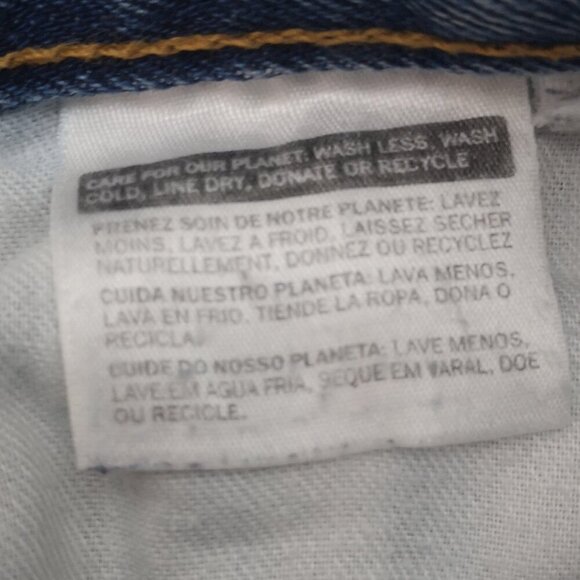 CARE FOR OUR PLANET: WASH LESS, WASH
COLD, LINE DRY, DONATE OR RECYCLE
PRENEZ SOIN DE NOTRE PLANETE: LAVEZ
MOINS, LAVEZ A FROID, LAISSEZ SECHER
NATURELLEMENT, DONNEZ OU RECYCLEZ
CUIDA NUESTRO PLANETA: LAVA MENOS,
LAVA EN FRIO, TIENDE LA ROPA, DONA O
RECICLA.
CUIDE DO NOSSO PLANETA: LAVE MENOS,
LAVE EM AGUA FRIA, SEQUE EM VARAL, DOE
OU RECICLE.